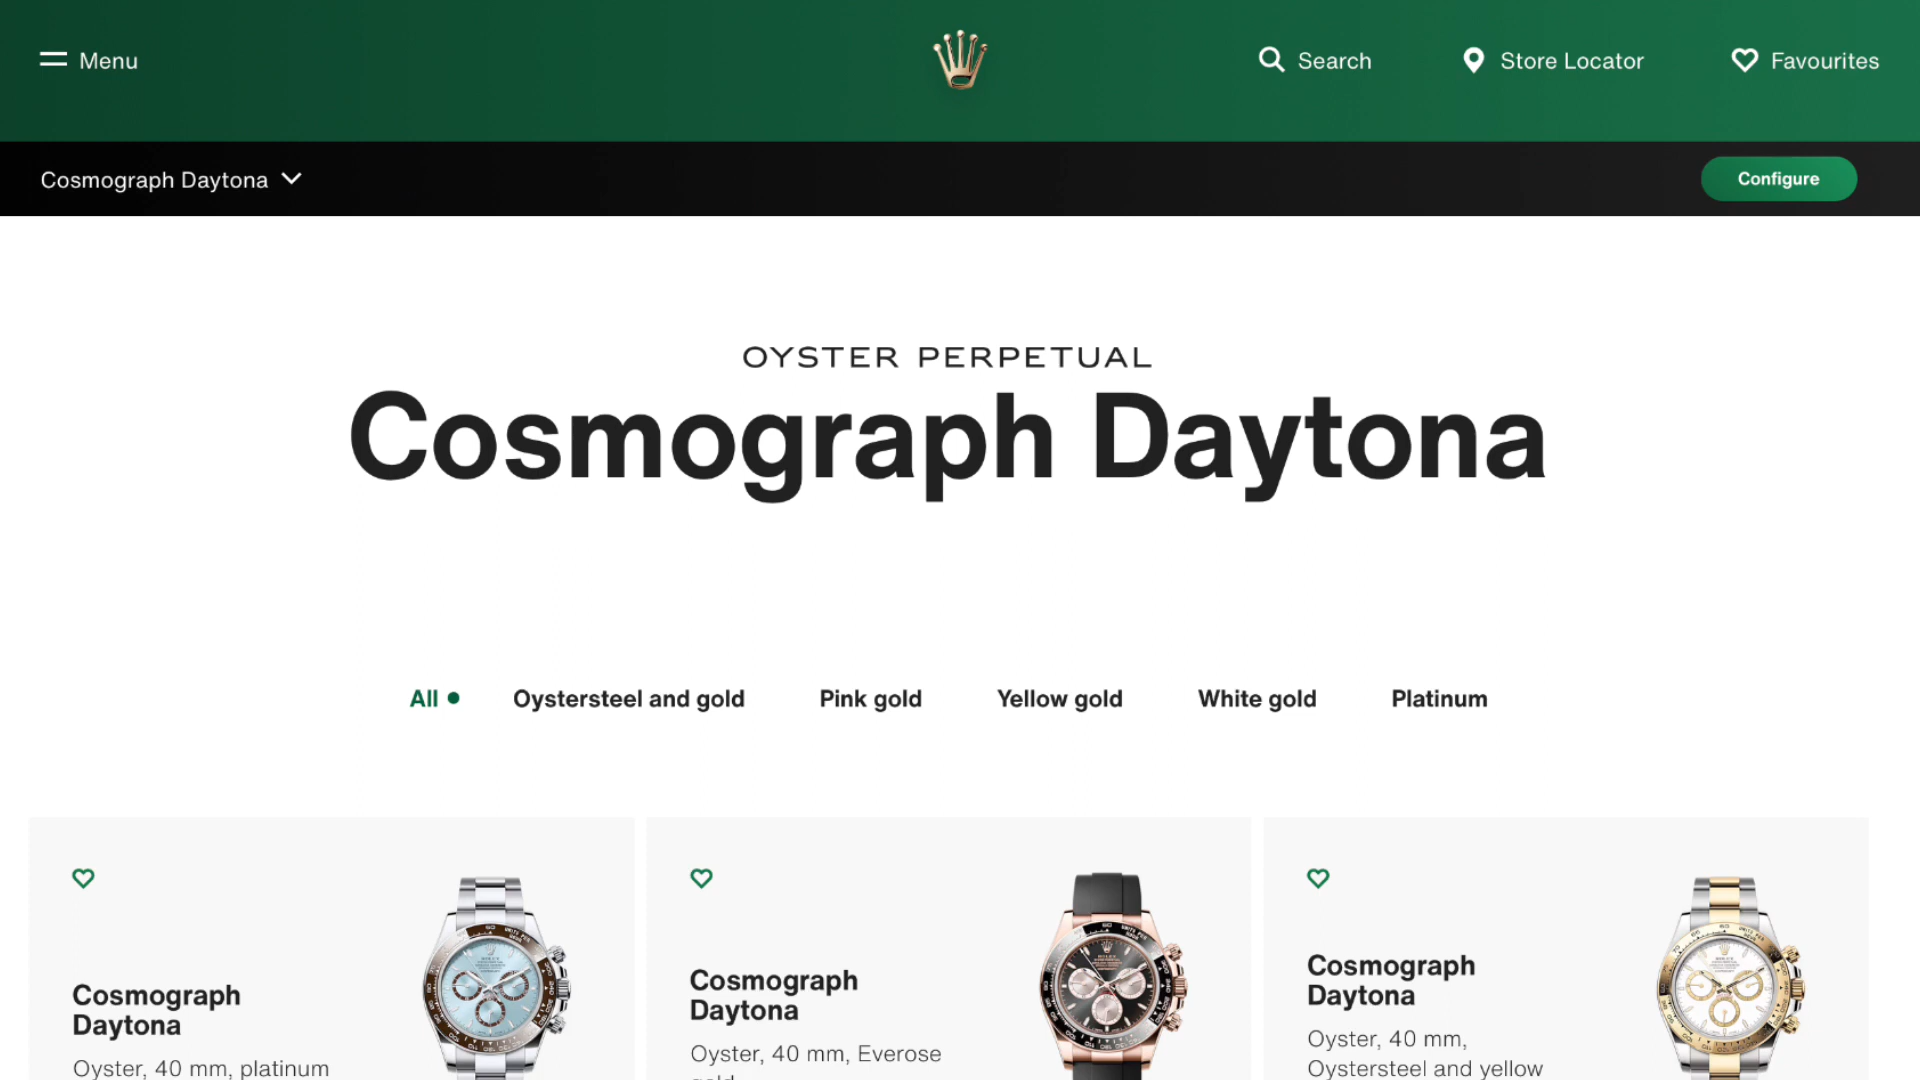 Menu
Search
Store Locator
Favourites
Cosmograph Daytona
Configure
OYSTER PERPETUAL
Cosmograph Daytona
All
Oystersteel and gold
Pink gold
Yellow gold
White gold
Platinum
Cosmograph
Daytona
Oyster, 40 mm, platinum
Cosmograph
Daytona
Oyster, 40 mm, Everose
Cosmograph
Daytona
Oyster, 40 mm,
Oystersteel and yellow